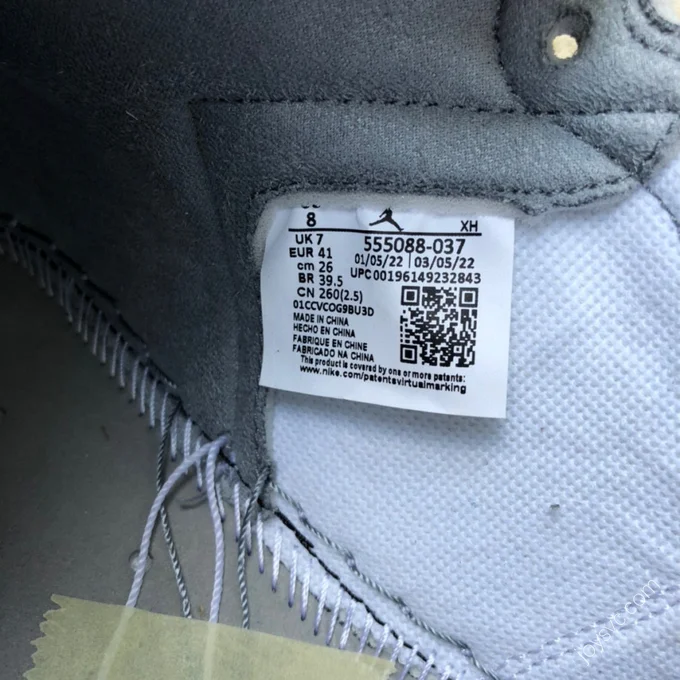 8 XH
UK 7 555088-037
EUR 41 01/05/22 | 03/05/22
cm 26 UPC 00196149232843
BR 39.5
CN 260(2.5)
01CCVCOG9BU3D
MADE IN CHINA
HECHO EN CHINA
FABRIQUE EN CHINE
FABRICADO NA CHINA
This product is covered by one or more patents:
www.nike.com/patentsvirtualmarking